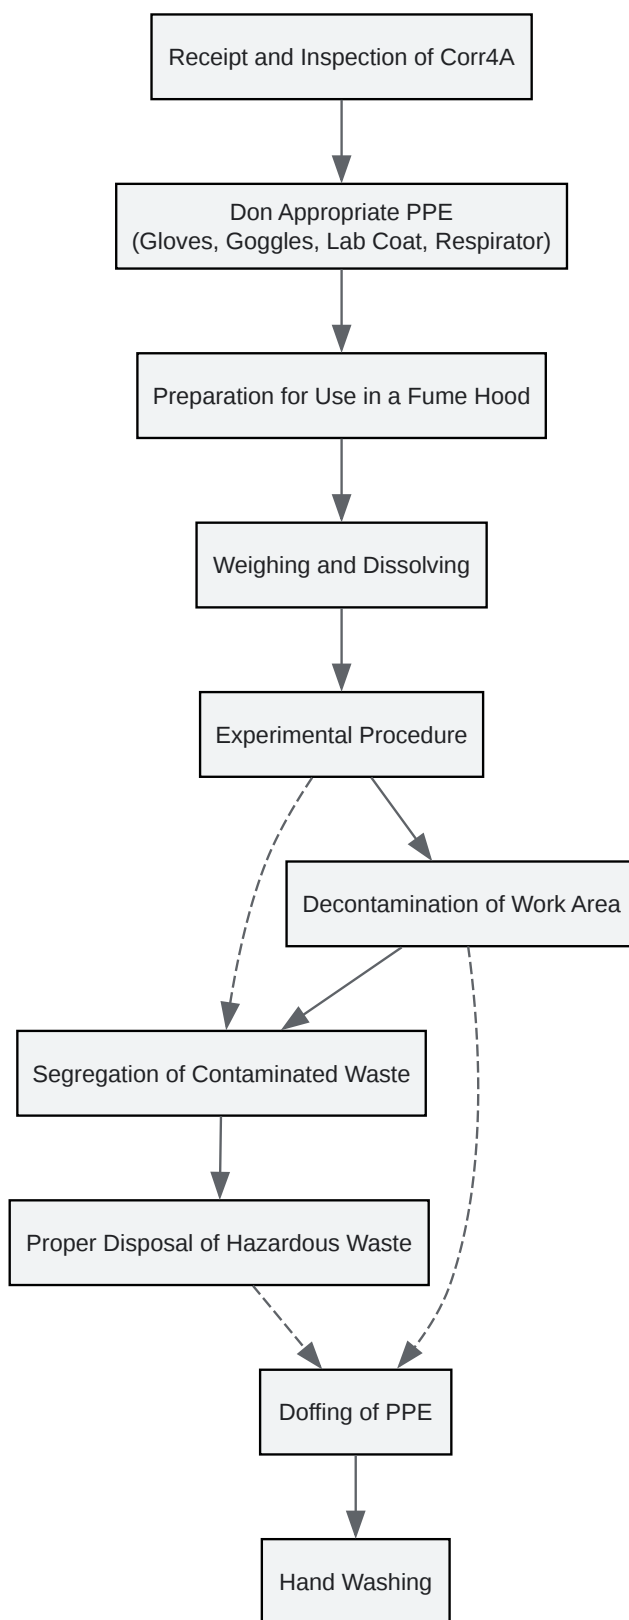 Receipt and Inspection of Corr4A
Don Appropriate PPE
(Gloves, Goggles, Lab Coat, Respirator)
Preparation for Use in a Fume Hood
Weighing and Dissolving
Experimental Procedure
Decontamination of Work Area
Segregation of Contaminated Waste
Proper Disposal of Hazardous Waste
Doffing of PPE
Hand Washing